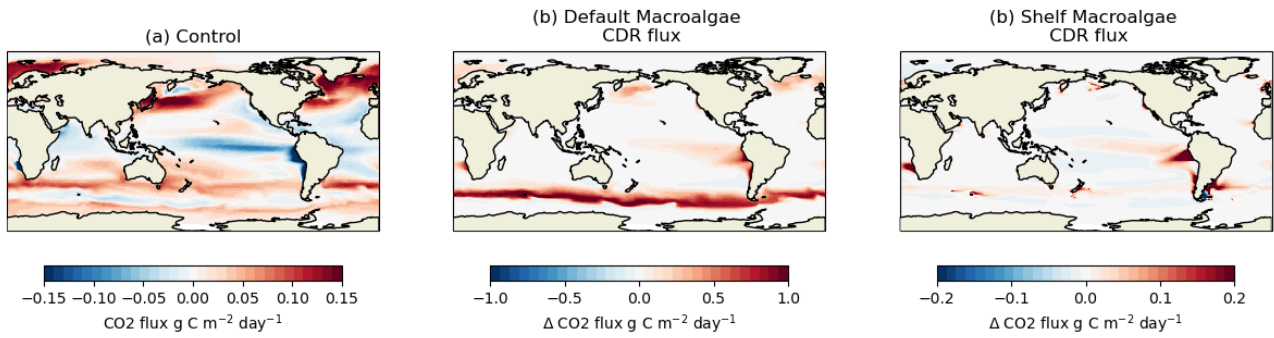 (a) Control
−0.15 −0.10 −0.05 0.00 0.05 0.10 0.15
CO2 flux g C m⁻² day⁻¹
(b) Default Macroalgae
CDR flux
−1.0 −0.5 0.0 0.5 1.0
Δ CO2 flux g C m⁻² day⁻¹
(b) Shelf Macroalgae
CDR flux
−0.2 −0.1 0.0 0.1 0.2
Δ CO2 flux g C m⁻² day⁻¹